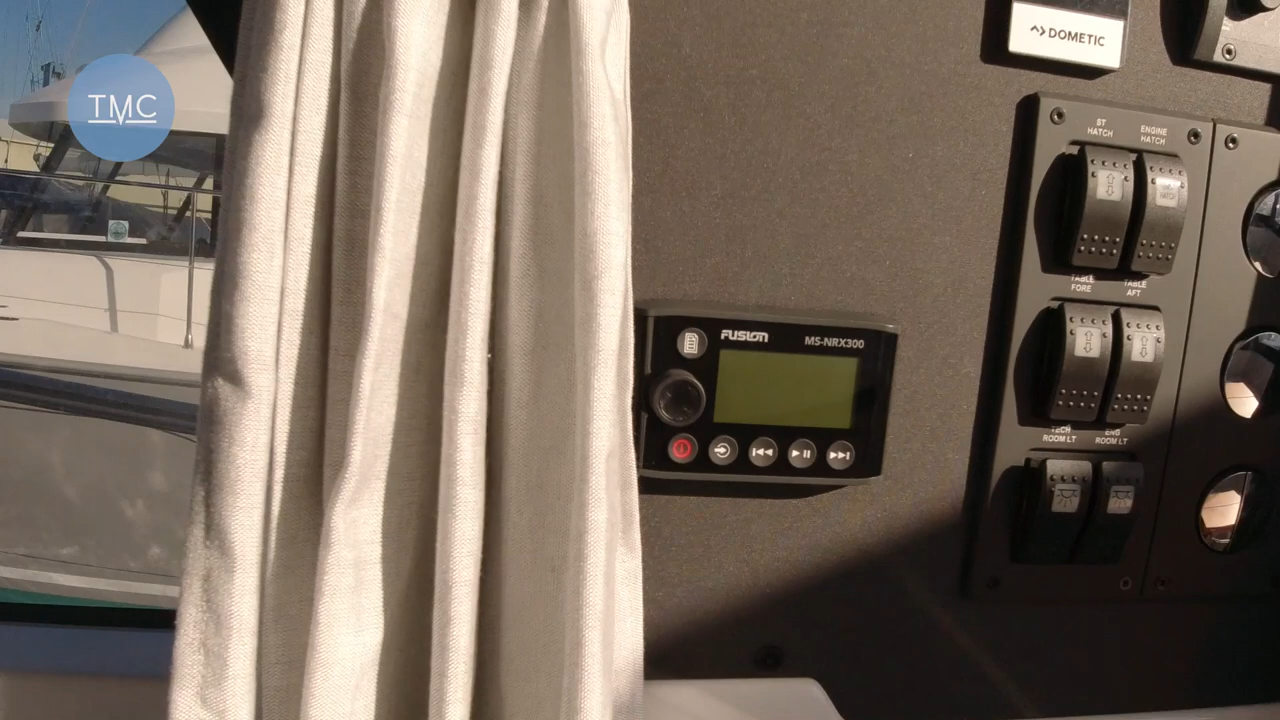 TMC
DOMETIC
ST
HATCH
ENGINE
HATCH
TABLE
FORE
TABLE
AFT
FUSION
MS-NRX300
TECH
ROOM LT
ENG
ROOM LT